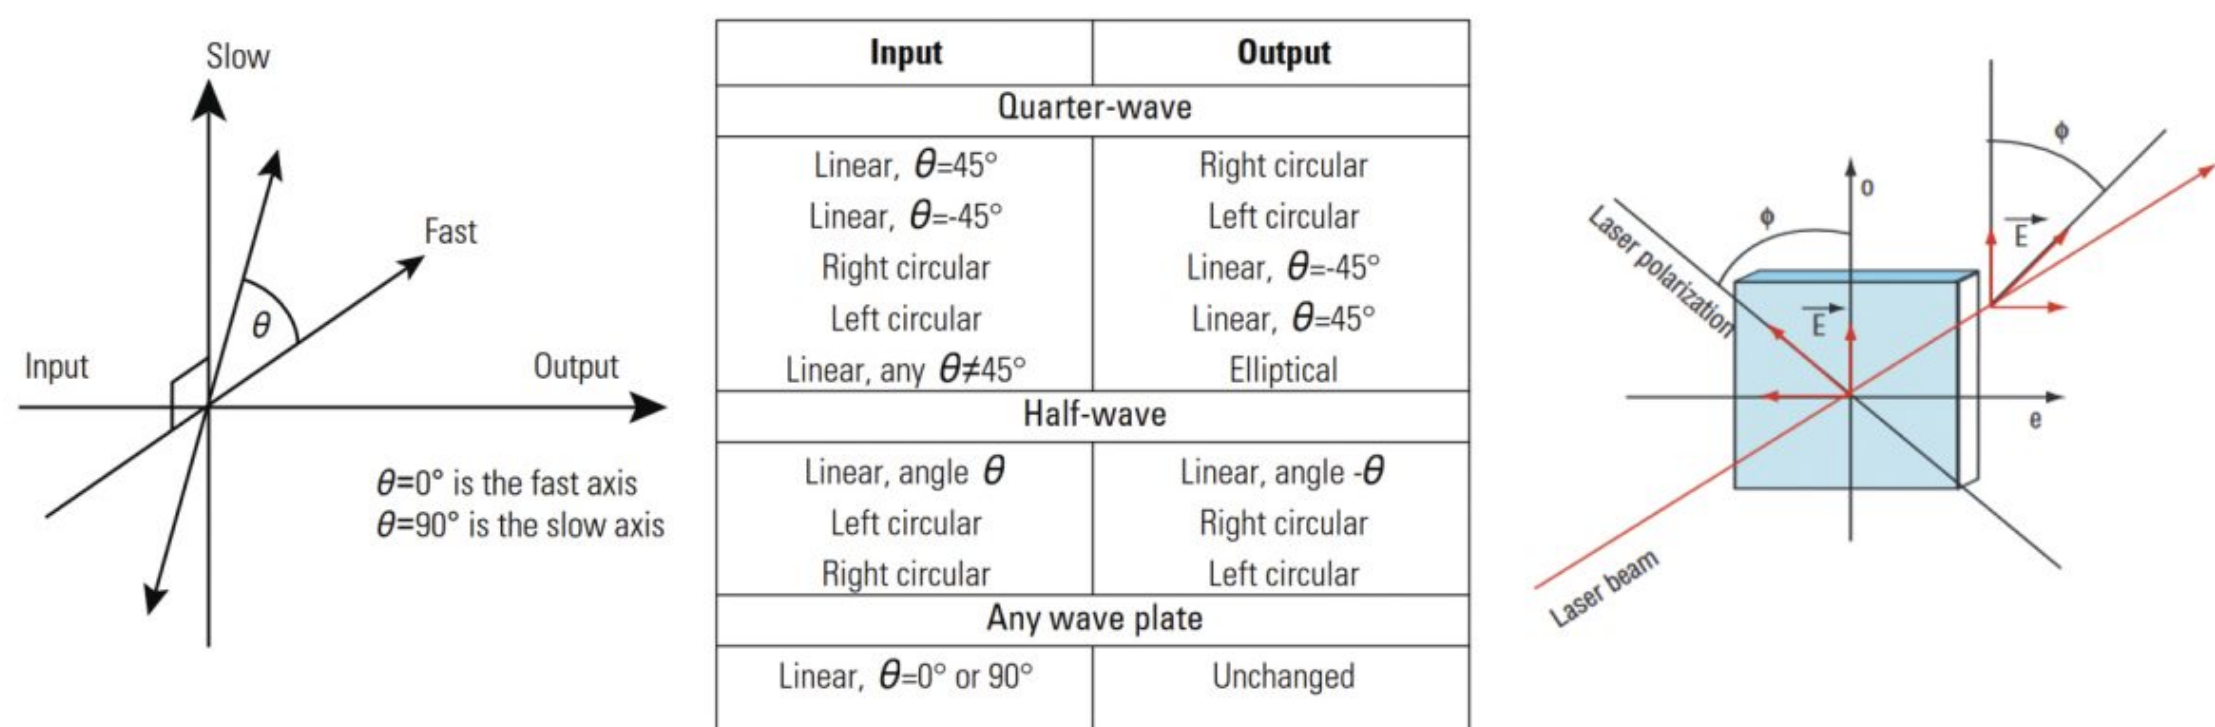 Slow
Fast
θ
Input
Output
θ=0° is the fast axis
θ=90° is the slow axis
Input Output
Quarter-wave
Linear, θ=45° Right circular
Linear, θ=-45° Left circular
Right circular Linear, θ=-45°
Left circular Linear, θ=45°
Linear, any θ≠45° Elliptical
Half-wave
Linear, angle θ Linear, angle -θ
Left circular Right circular
Right circular Left circular
Any wave plate
Linear, θ=0° or 90° Unchanged
ϕ
o
ϕ
E
Laser polarization
E
e
Laser beam